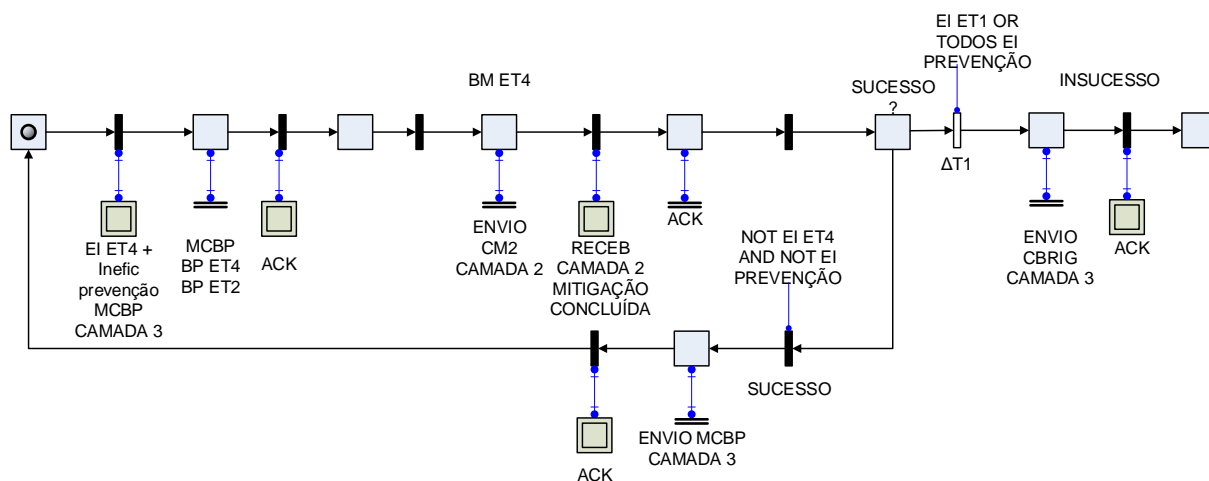 EI ET1 OR
TODOS EI
PREVENÇÃO
BM ET4
SUCESSO
?
INSUCESSO
ΔT1
EI ET4 +
Inefic
prevenção
MCBP
CAMADA 3
MCBP
BP ET4
BP ET2
ACK
ENVIO
CM2
CAMADA 2
RECEB
CAMADA 2
MITIGAÇÃO
CONCLUÍDA
ACK
NOT EI ET4
AND NOT EI
PREVENÇÃO
ENVIO
CBRIG
CAMADA 3
ACK
SUCESSO
ENVIO MCBP
CAMADA 3
ACK